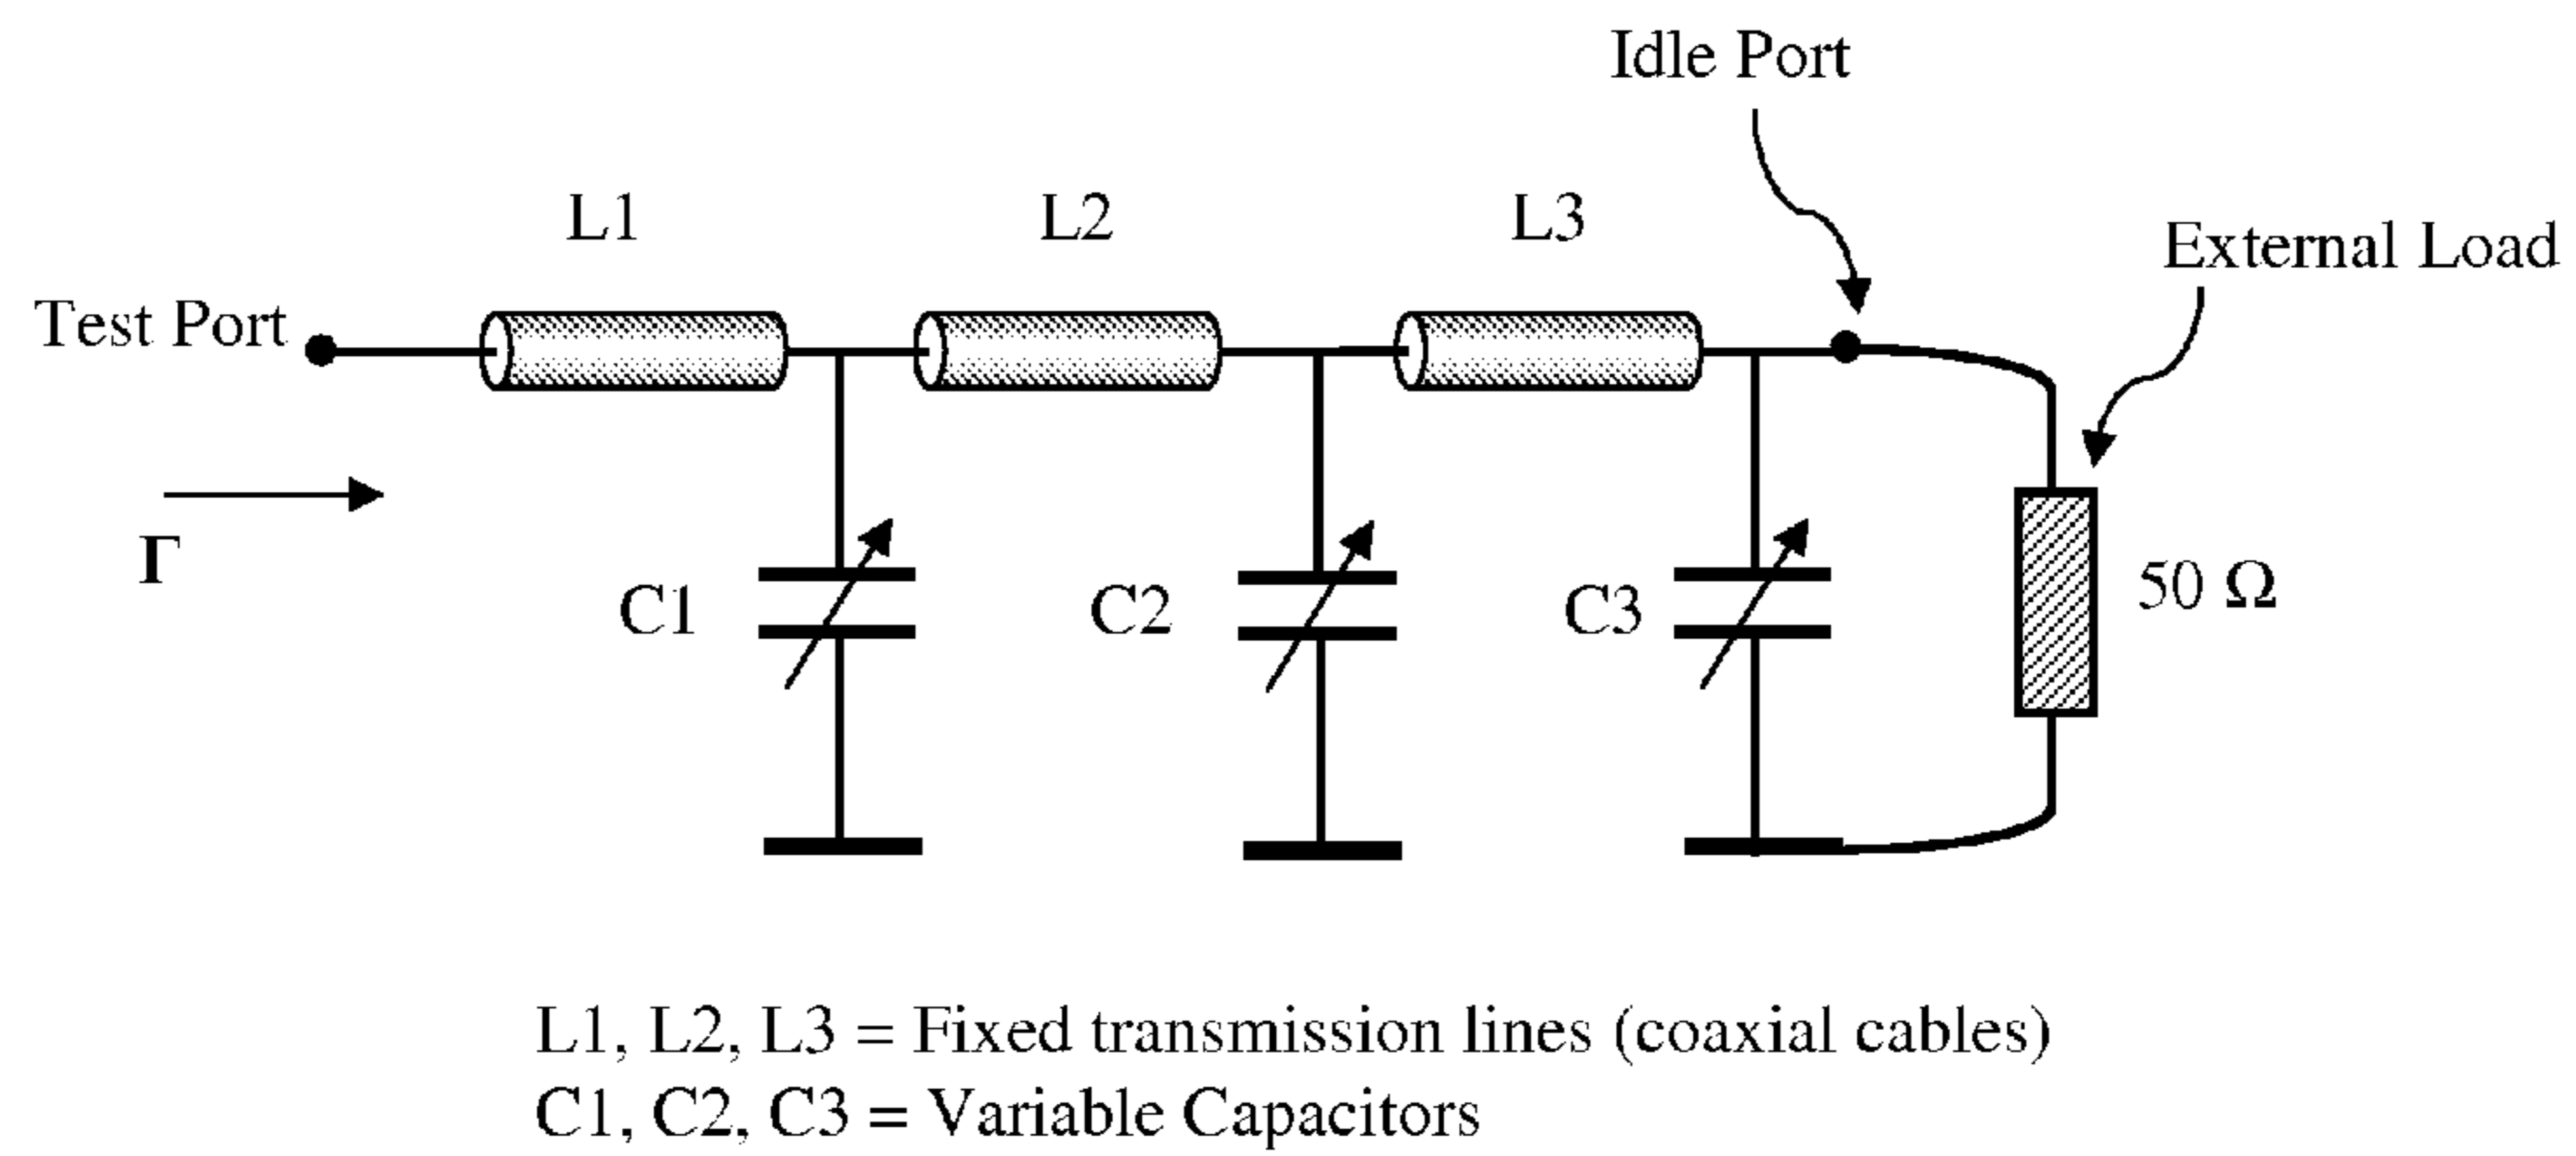 Idle Port
External Load
L1
L2
L3
Test Port
Γ
C1
C2
C3
50 Ω
L1, L2, L3 = Fixed transmission lines (coaxial cables)
C1, C2, C3 = Variable Capacitors